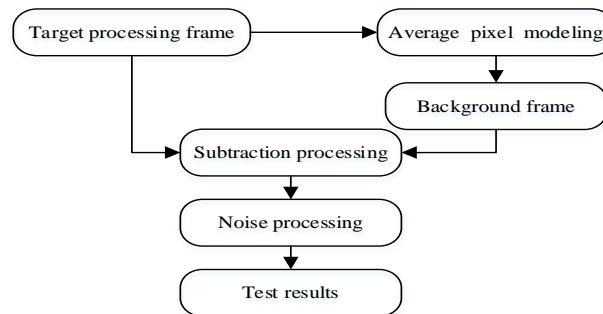 Target processing frame
Average pixel modeling
Background frame
Subtraction processing
Noise processing
Test results